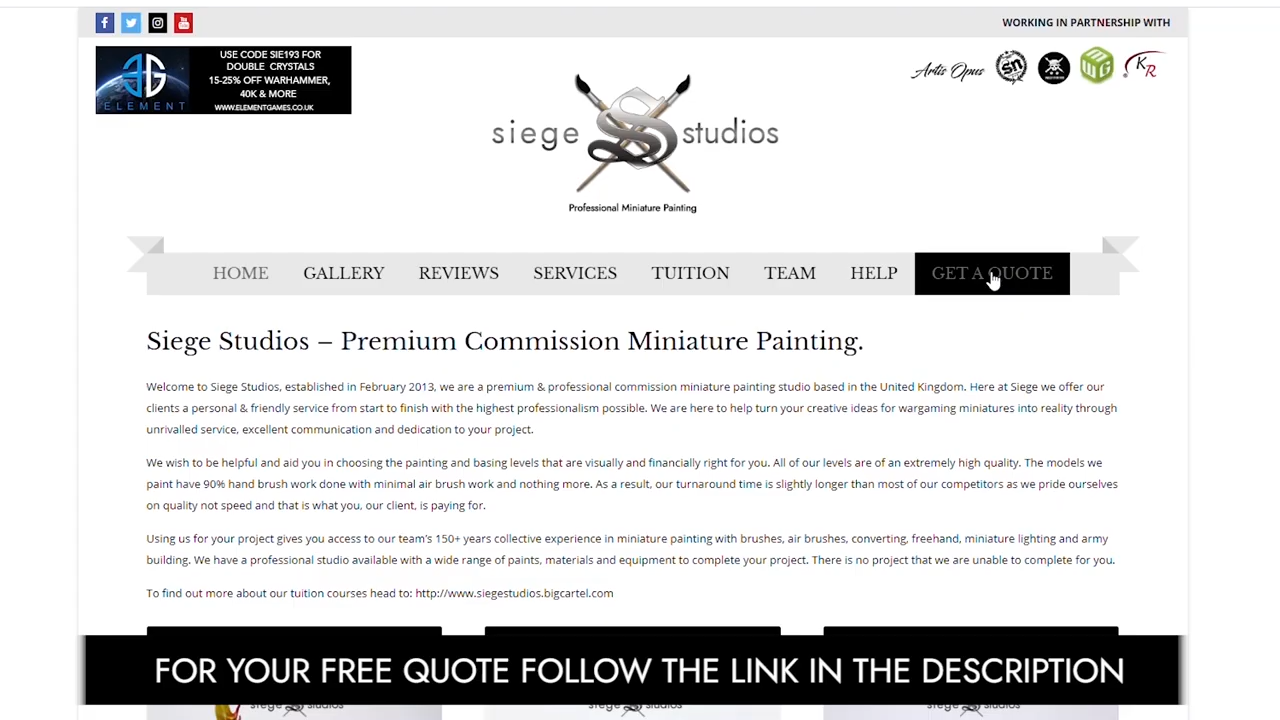 WORKING IN PARTNERSHIP WITH
USE CODE SIE193 FOR
DOUBLE CRYSTALS
15-25% OFF WARHAMMER,
40K & MORE
WWW.ELEMENTGAMES.CO.UK
ELEMENT
Artis Opus
sn
MWG
KR
siege S studios
Professional Miniature Painting
HOME GALLERY REVIEWS SERVICES TUITION TEAM HELP GET A QUOTE
Siege Studios – Premium Commission Miniature Painting.
Welcome to Siege Studios, established in February 2013, we are a premium & professional commission miniature painting studio based in the United Kingdom. Here at Siege we offer our
clients a personal & friendly service from start to finish with the highest professionalism possible. We are here to help turn your creative ideas for wargaming miniatures into reality through
unrivalled service, excellent communication and dedication to your project.
We wish to be helpful and aid you in choosing the painting and basing levels that are visually and financially right for you. All of our levels are of an extremely high quality. The models we
paint have 90% hand brush work done with minimal air brush work and nothing more. As a result, our turnaround time is slightly longer than most of our competitors as we pride ourselves
on quality not speed and that is what you, our client, is paying for.
Using us for your project gives you access to our team’s 150+ years collective experience in miniature painting with brushes, air brushes, converting, freehand, miniature lighting and army
building. We have a professional studio available with a wide range of paints, materials and equipment to complete your project. There is no project that we are unable to complete for you.
To find out more about our tuition courses head to: http://www.siegestudios.bigcartel.com
FOR YOUR FREE QUOTE FOLLOW THE LINK IN THE DESCRIPTION
siege studios siege studios siege studios